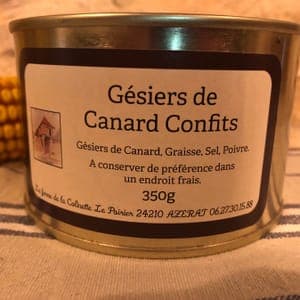 Gésiers de
Canard Confits
Gésiers de Canard, Graisse, Sel, Poivre.
A conserver de préférence dans
un endroit frais.
350g
La ferme de la Calrette Le Poirier 24210 AZERAT 06.27.30.15.88